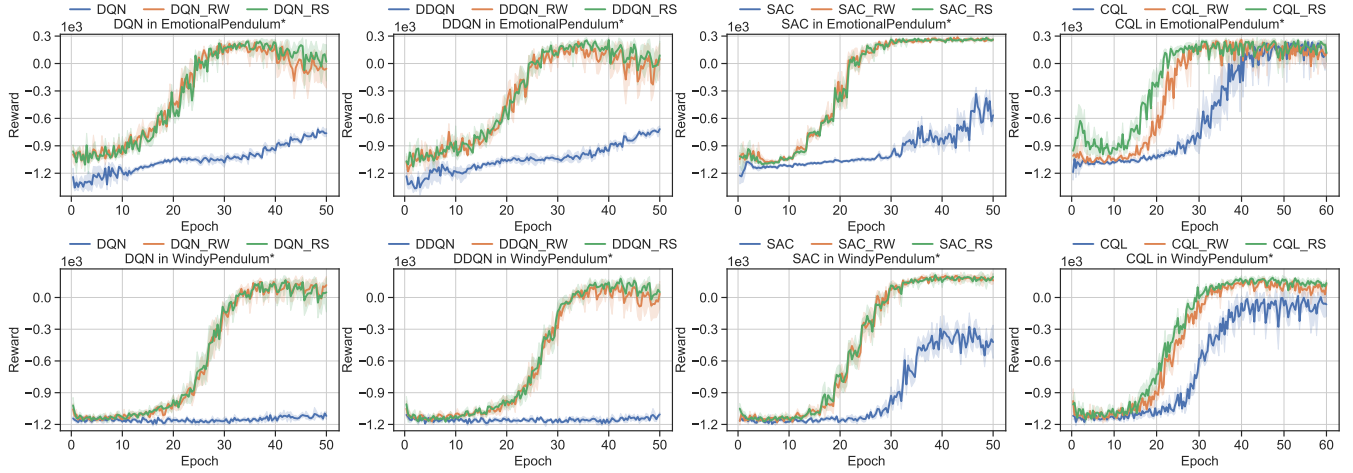 DQN DQN_RW DQN_RS
1e3
DQN in EmotionalPendulum*
0.3
0.0
−0.3
−0.6
−0.9
−1.2
Reward
0 10 20 30 40 50
Epoch
DDQN DDQN_RW DDQN_RS
1e3
DDQN in EmotionalPendulum*
0.3
0.0
−0.3
−0.6
−0.9
−1.2
Reward
0 10 20 30 40 50
Epoch
SAC SAC_RW SAC_RS
1e3
SAC in EmotionalPendulum*
0.3
0.0
−0.3
−0.6
−0.9
−1.2
Reward
0 10 20 30 40 50
Epoch
CQL CQL_RW CQL_RS
1e3
CQL in EmotionalPendulum*
0.3
0.0
−0.3
−0.6
−0.9
−1.2
Reward
0 10 20 30 40 50 60
Epoch
DQN DQN_RW DQN_RS
1e3
DQN in WindyPendulum*
0.0
−0.3
−0.6
−0.9
−1.2
Reward
0 10 20 30 40 50
Epoch
DDQN DDQN_RW DDQN_RS
1e3
DDQN in WindyPendulum*
0.0
−0.3
−0.6
−0.9
−1.2
Reward
0 10 20 30 40 50
Epoch
SAC SAC_RW SAC_RS
1e3
SAC in WindyPendulum*
0.0
−0.3
−0.6
−0.9
−1.2
Reward
0 10 20 30 40 50
Epoch
CQL CQL_RW CQL_RS
1e3
CQL in WindyPendulum*
0.0
−0.3
−0.6
−0.9
−1.2
Reward
0 10 20 30 40 50 60
Epoch